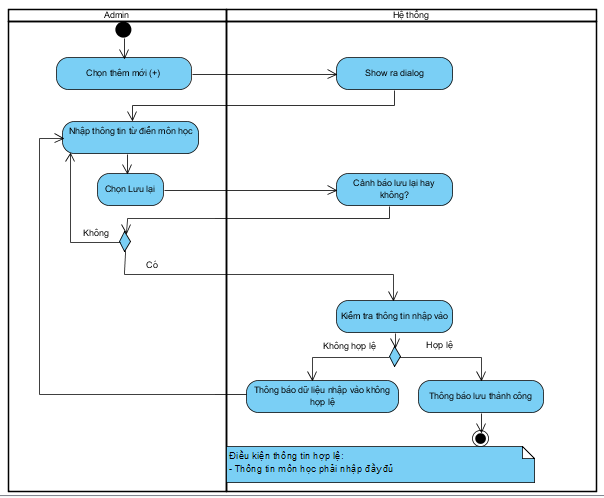 Admin
Hệ thống
Chọn thêm mới (+)
Show ra dialog
Nhập thông tin từ điển môn học
Chọn Lưu lại
Cảnh báo lưu lại hay
không?
Không
Có
Kiểm tra thông tin nhập vào
Không hợp lệ
Hợp lệ
Thông báo dữ liệu nhập vào không
hợp lệ
Thông báo lưu thành công
Điều kiện thông tin hợp lệ:
- Thông tin môn học phải nhập đầy đủ